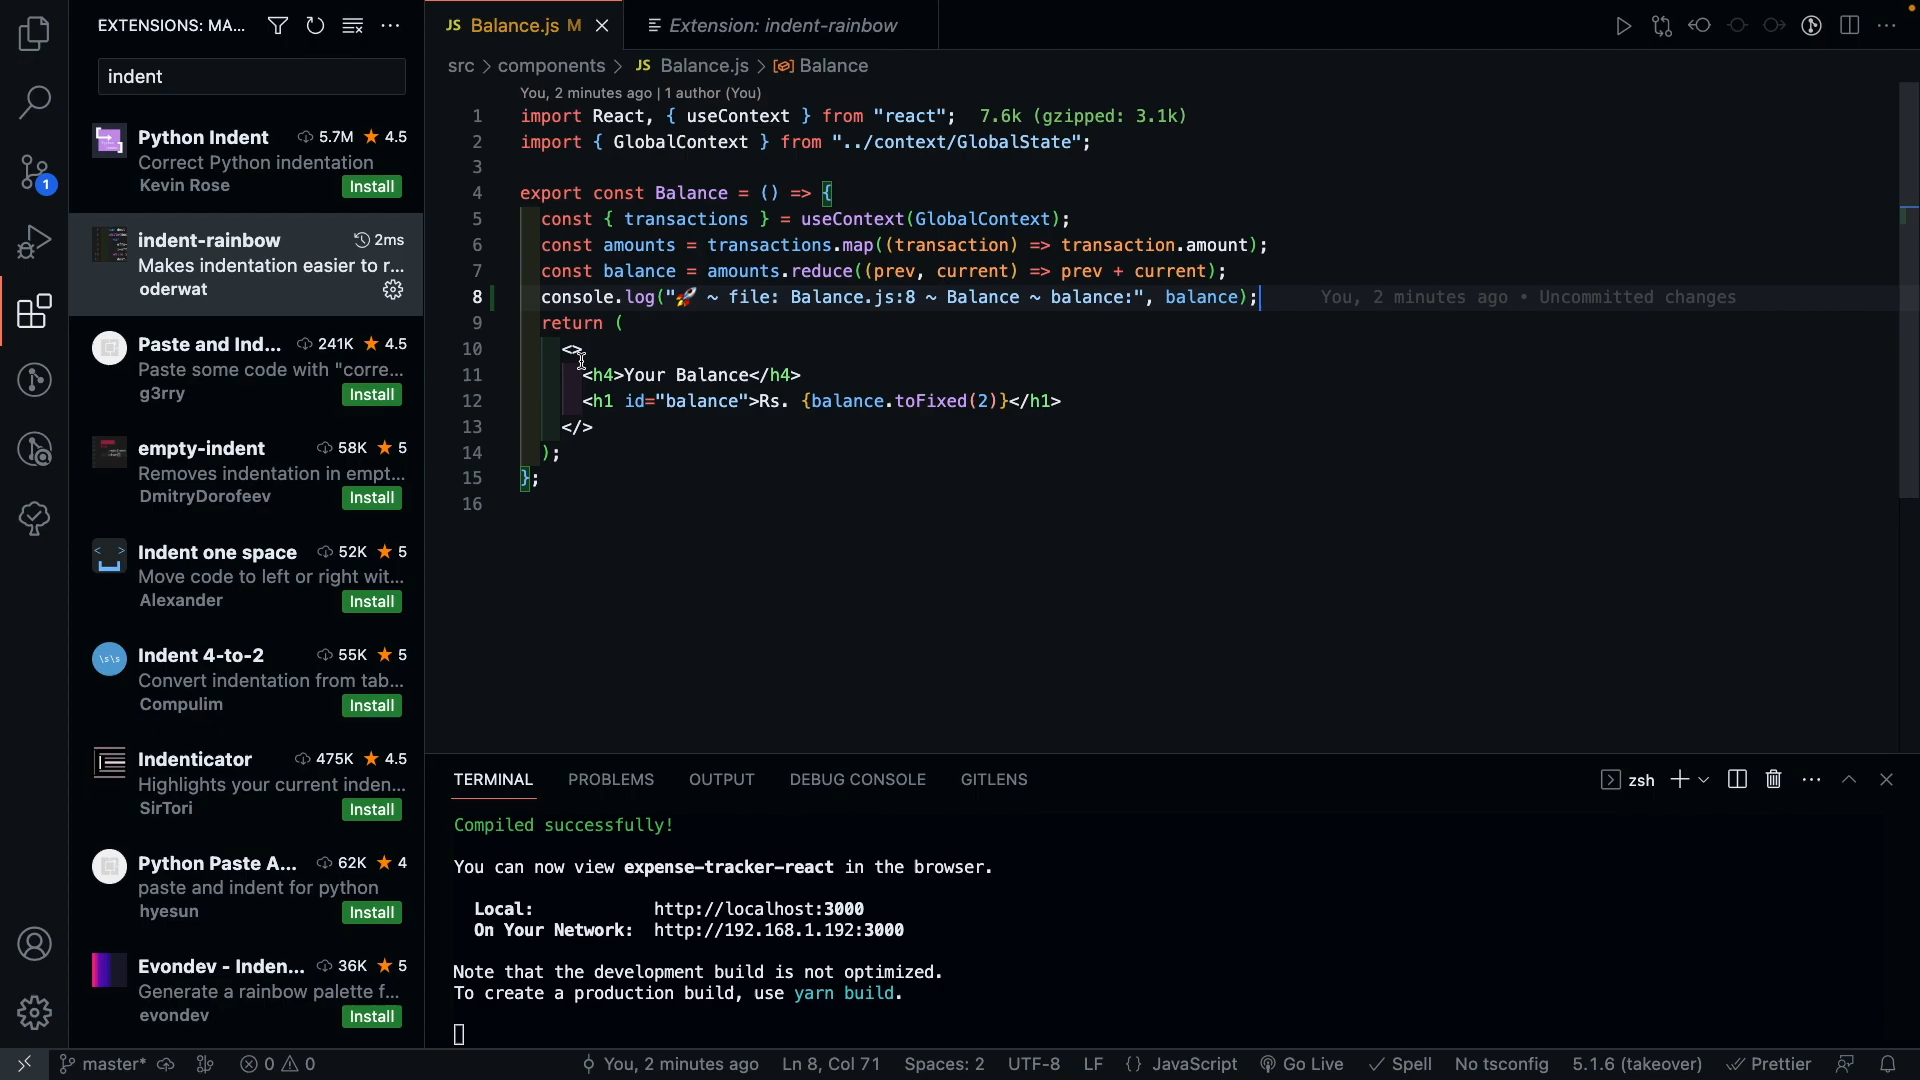 EXTENSIONS: MA...
indent
Python Indent 5.7M ★ 4.5
Correct Python indentation
Kevin Rose Install
indent-rainbow 2ms
Makes indentation easier to r...
oderwat
Paste and Ind... 241K ★ 4.5
Paste some code with "corre...
g3rry Install
empty-indent 58K ★ 5
Removes indentation in empt...
DmitryDorofeev Install
Indent one space 52K ★ 5
Move code to left or right wit...
Alexander Install
\s\s Indent 4-to-2 55K ★ 5
Convert indentation from tab...
Compulim Install
Indenticator 475K ★ 4.5
Highlights your current inden...
SirTori Install
Python Paste A... 62K ★ 4
paste and indent for python
hyesun Install
Evondev - Inden... 36K ★ 5
Generate a rainbow palette f...
evondev Install
1
JS Balance.js M Extension: indent-rainbow
src > components > JS Balance.js > Balance
You, 2 minutes ago | 1 author (You)
1 import React, { useContext } from "react"; 7.6k (gzipped: 3.1k)
2 import { GlobalContext } from "../context/GlobalState";
3
4 export const Balance = () => {
5 const { transactions } = useContext(GlobalContext);
6 const amounts = transactions.map((transaction) => transaction.amount);
7 const balance = amounts.reduce((prev, current) => prev + current);
8 console.log("🚀 ~ file: Balance.js:8 ~ Balance ~ balance:", balance); You, 2 minutes ago • Uncommitted changes
9 return (
10 <>
11 <h4>Your Balance</h4>
12 <h1 id="balance">Rs. {balance.toFixed(2)}</h1>
13 </>
14 );
15 };
16
TERMINAL PROBLEMS OUTPUT DEBUG CONSOLE GITLENS zsh
Compiled successfully!
You can now view expense-tracker-react in the browser.
Local: http://localhost:3000
On Your Network: http://192.168.1.192:3000
Note that the development build is not optimized.
To create a production build, use yarn build.
master* 0 0 You, 2 minutes ago Ln 8, Col 71 Spaces: 2 UTF-8 LF {} JavaScript Go Live Spell No tsconfig 5.1.6 (takeover) Prettier